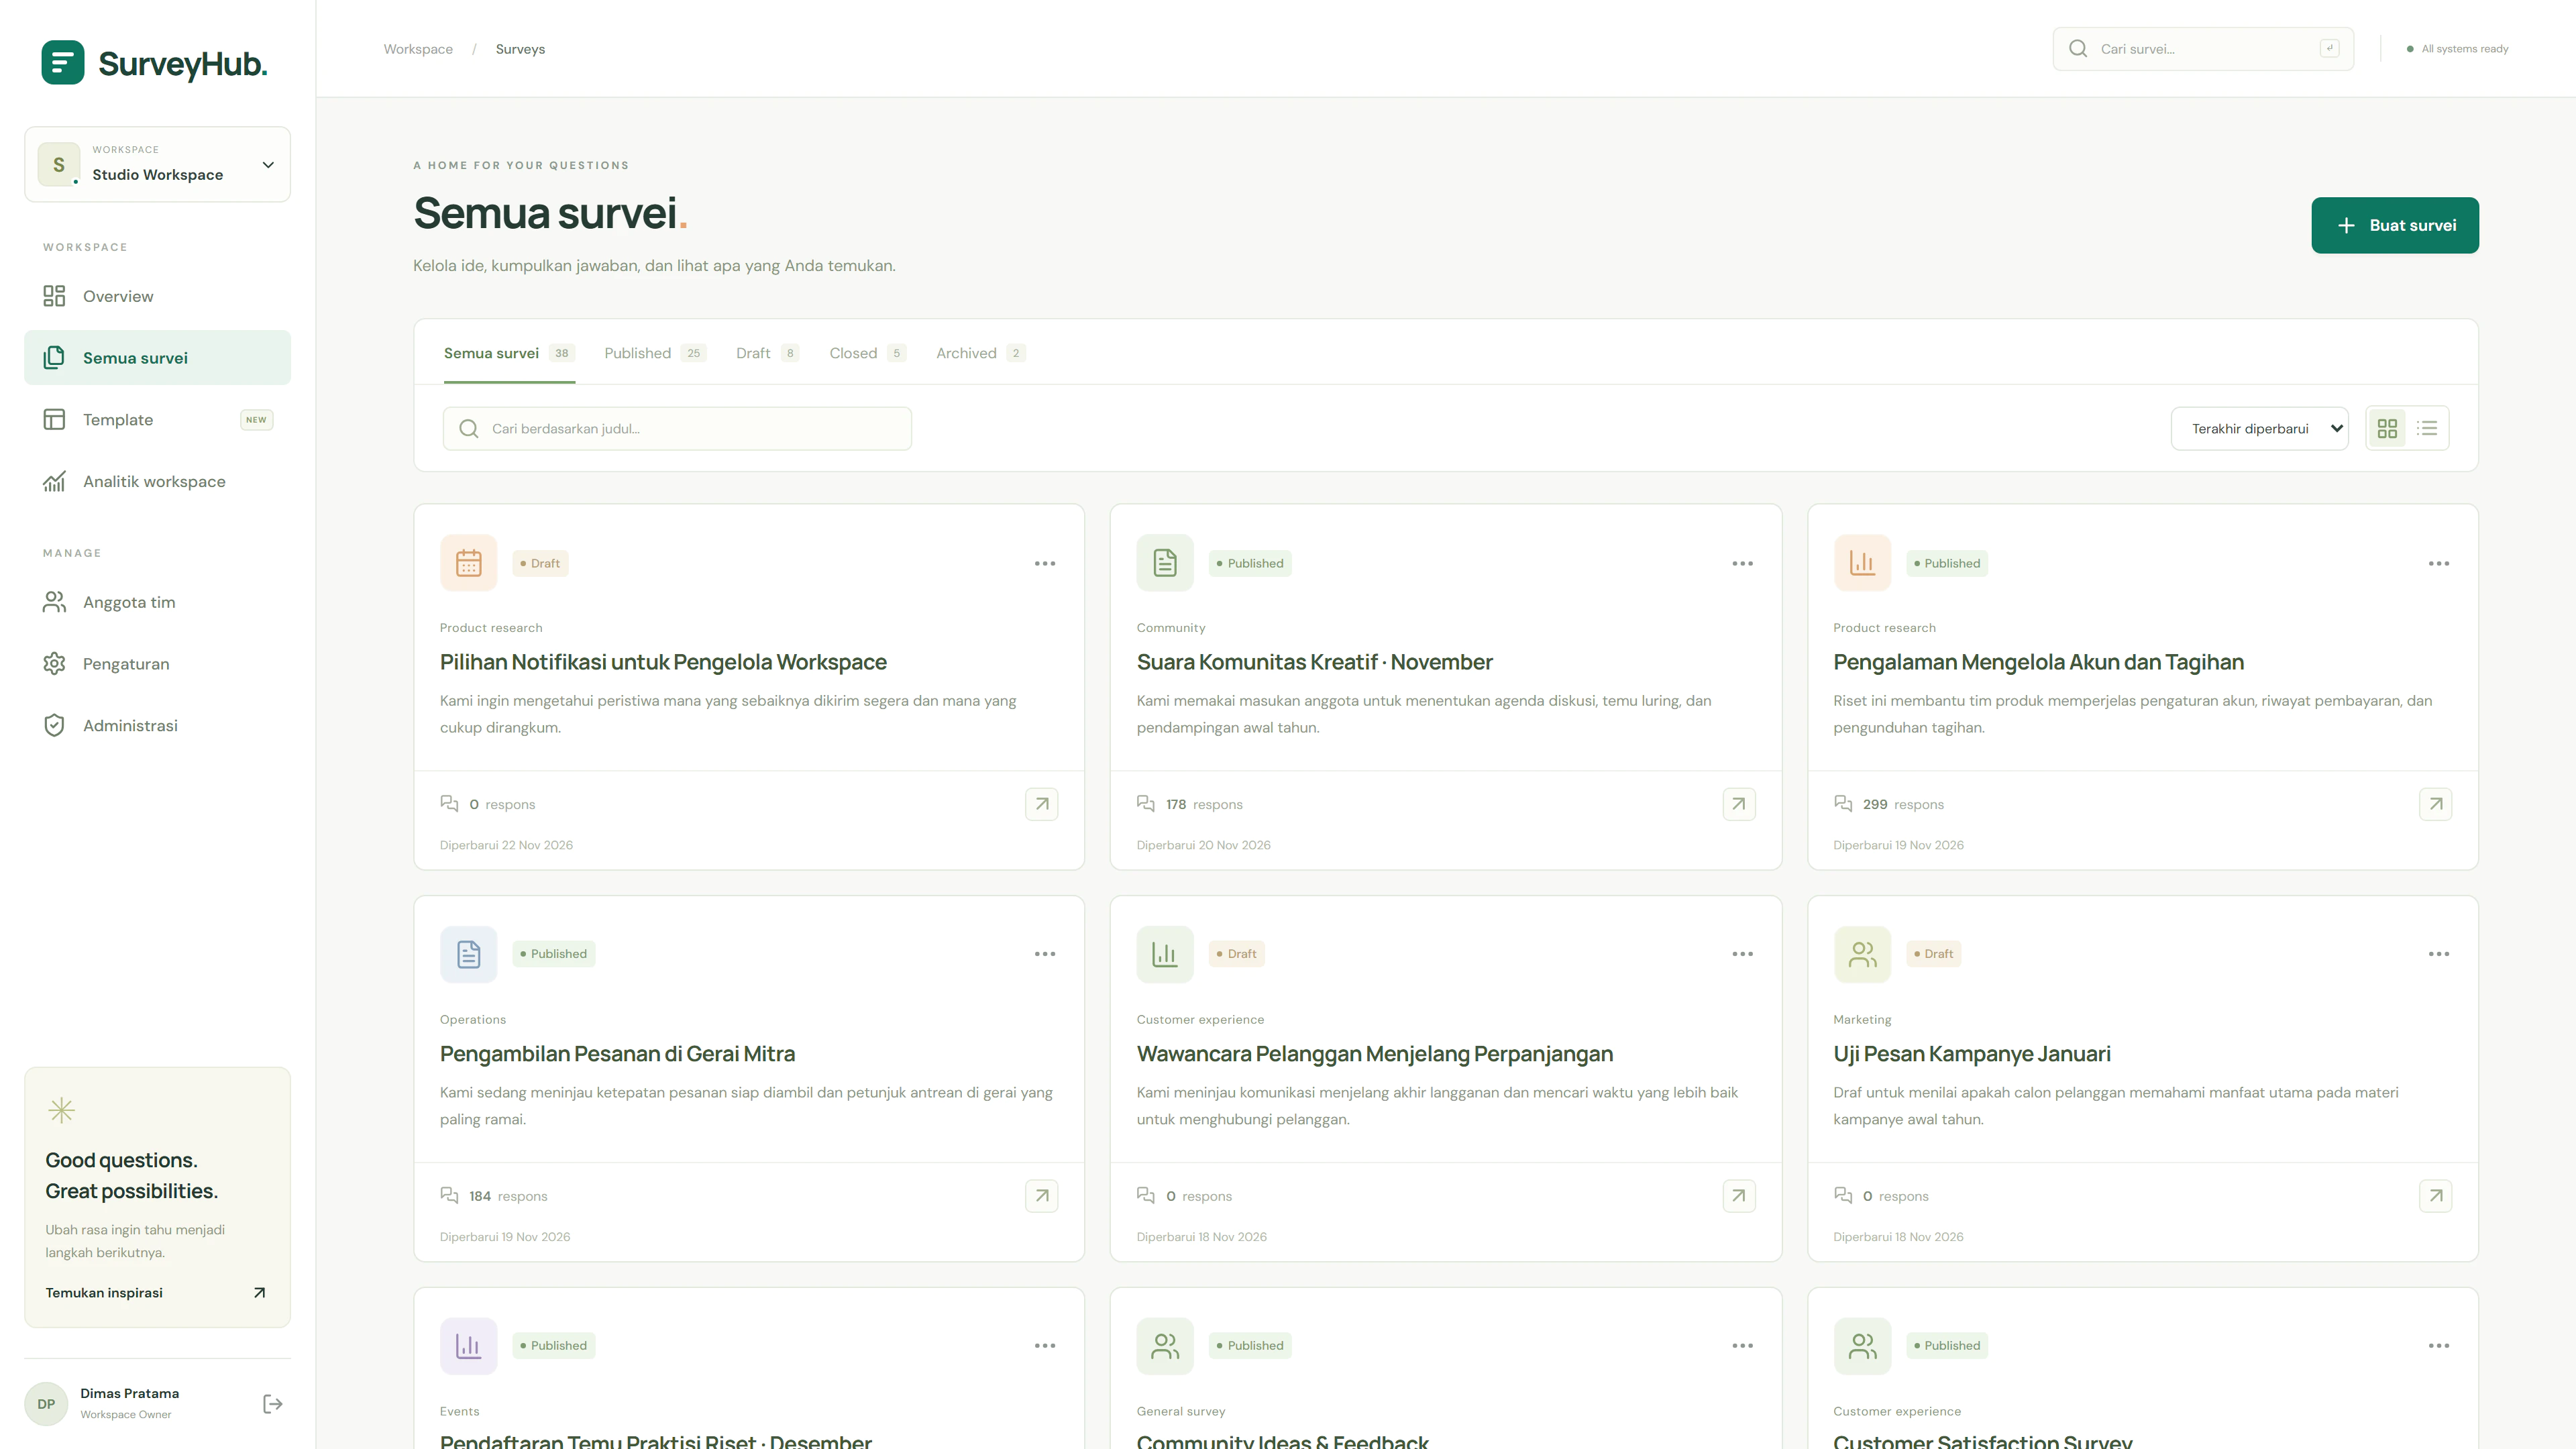 SurveyHub.
S
WORKSPACE
Studio Workspace
WORKSPACE
Overview
Semua survei
Template
NEW
Analitik workspace
MANAGE
Anggota tim
Pengaturan
Administrasi
Good questions.
Great possibilities.
Ubah rasa ingin tahu menjadi
langkah berikutnya.
Temukan inspirasi
DP
Dimas Pratama
Workspace Owner
Workspace / Surveys
Cari survei...
All systems ready
A HOME FOR YOUR QUESTIONS
Semua survei.
Kelola ide, kumpulkan jawaban, dan lihat apa yang Anda temukan.
Buat survei
Semua survei 38 Published 25 Draft 8 Closed 5 Archived 2
Cari berdasarkan judul...
Terakhir diperbarui
Draft
Product research
Pilihan Notifikasi untuk Pengelola Workspace
Kami ingin mengetahui peristiwa mana yang sebaiknya dikirim segera dan mana yang
cukup dirangkum.
0 respons
Diperbarui 22 Nov 2026
Published
Community
Suara Komunitas Kreatif · November
Kami memakai masukan anggota untuk menentukan agenda diskusi, temu luring, dan
pendampingan awal tahun.
178 respons
Diperbarui 20 Nov 2026
Published
Product research
Pengalaman Mengelola Akun dan Tagihan
Riset ini membantu tim produk memperjelas pengaturan akun, riwayat pembayaran, dan
pengunduhan tagihan.
299 respons
Diperbarui 19 Nov 2026
Published
Operations
Pengambilan Pesanan di Gerai Mitra
Kami sedang meninjau ketepatan pesanan siap diambil dan petunjuk antrean di gerai yang
paling ramai.
184 respons
Diperbarui 19 Nov 2026
Draft
Customer experience
Wawancara Pelanggan Menjelang Perpanjangan
Kami meninjau komunikasi menjelang akhir langganan dan mencari waktu yang lebih baik
untuk menghubungi pelanggan.
0 respons
Diperbarui 18 Nov 2026
Draft
Marketing
Uji Pesan Kampanye Januari
Draf untuk menilai apakah calon pelanggan memahami manfaat utama pada materi
kampanye awal tahun.
0 respons
Diperbarui 18 Nov 2026
Published
Events
Pendaftaran Temu Praktisi Riset · Desember
Published
General survey
Community Ideas & Feedback
Published
Customer experience
Customer Satisfaction Survey